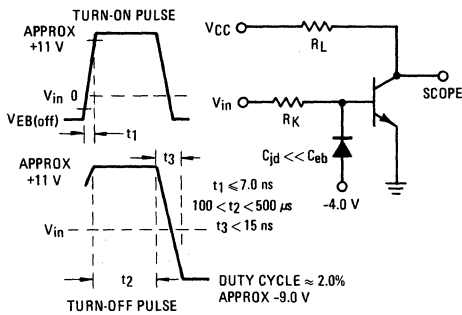 TURN-ON PULSE
APPROX
+11 V
Vin 0
VEB(off)
t1
VCC
RL
SCOPE
Vin
RK
Cjd << Ceb
-4.0 V
APPROX
+11 V
t3
t1 ⩽ 7.0 ns
100 < t2 < 500 μs
t3 < 15 ns
Vin
t2
DUTY CYCLE ≈ 2.0%
APPROX -9.0 V
TURN-OFF PULSE